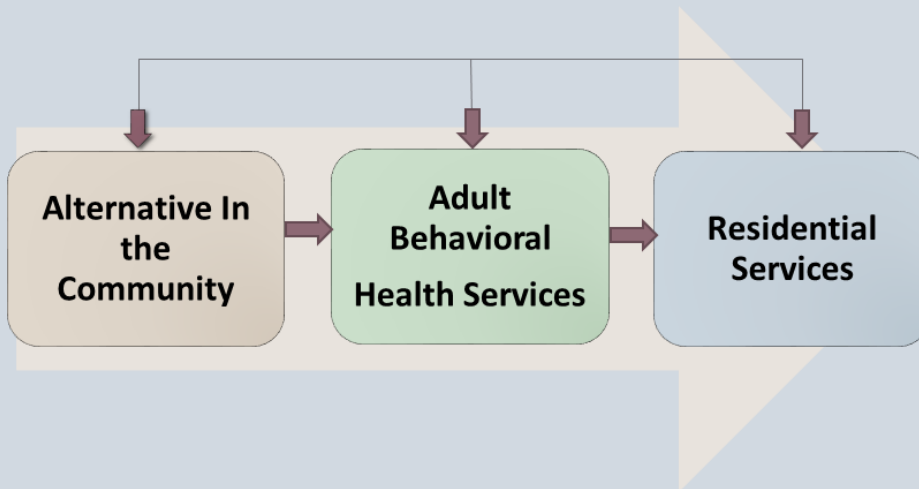 Alternative In
the
Community
Adult
Behavioral
Health Services
Residential
Services